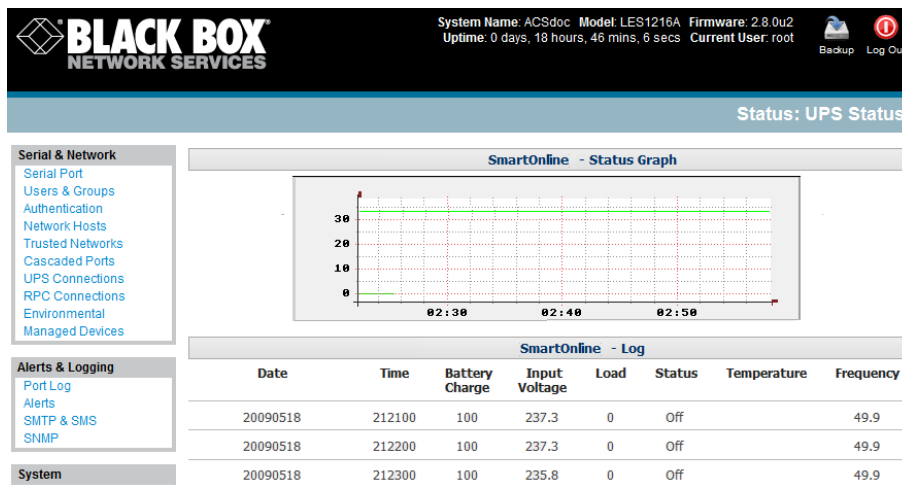 BLACK BOX
NETWORK SERVICES
System Name: ACSdoc Model: LES1216A Firmware: 2.8.0u2
Uptime: 0 days, 18 hours, 46 mins, 6 secs Current User: root
Backup
Log Ou
Status: UPS Status
Serial & Network
Serial Port
Users & Groups
Authentication
Network Hosts
Trusted Networks
Cascaded Ports
UPS Connections
RPC Connections
Environmental
Managed Devices
Alerts & Logging
Port Log
Alerts
SMTP & SMS
SNMP
System
SmartOnline - Status Graph
30
20
10
0
02:30 02:40 02:50
SmartOnline - Log
Date Time Battery Charge Input Voltage Load Status Temperature Frequency
20090518 212100 100 237.3 0 Off 49.9
20090518 212200 100 237.3 0 Off 49.9
20090518 212300 100 235.8 0 Off 49.9